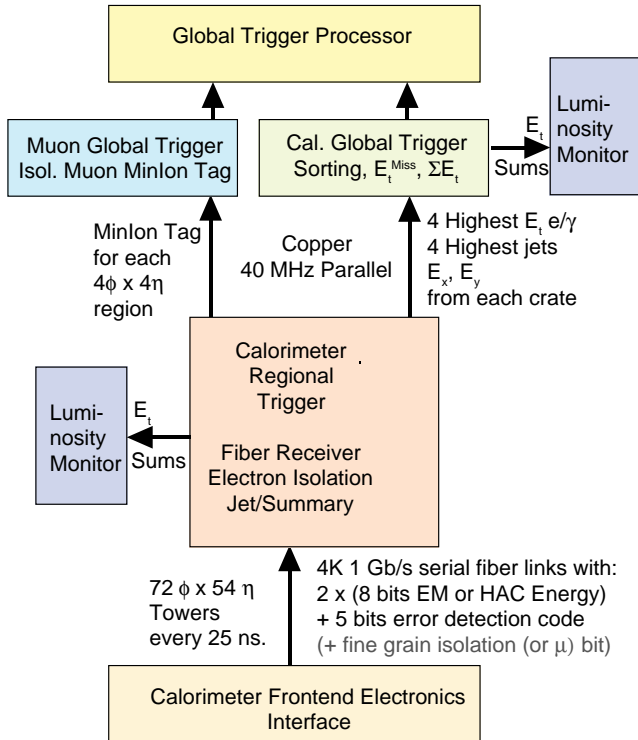 Global Trigger Processor
Muon Global Trigger
Isol. Muon MinIon Tag
Cal. Global Trigger
Sorting, E_t^Miss, ΣE_t
E_t
Sums
Lumi-
nosity
Monitor
MinIon Tag
for each
4ϕ x 4η
region
Copper
40 MHz Parallel
4 Highest E_t e/γ
4 Highest jets
E_x, E_y
from each crate
Calorimeter
Regional
Trigger
Fiber Receiver
Electron Isolation
Jet/Summary
Lumi-
nosity
Monitor
E_t
Sums
72 ϕ x 54 η
Towers
every 25 ns.
4K 1 Gb/s serial fiber links with:
2 x (8 bits EM or HAC Energy)
+ 5 bits error detection code
(+ fine grain isolation (or μ) bit)
Calorimeter Frontend Electronics
Interface